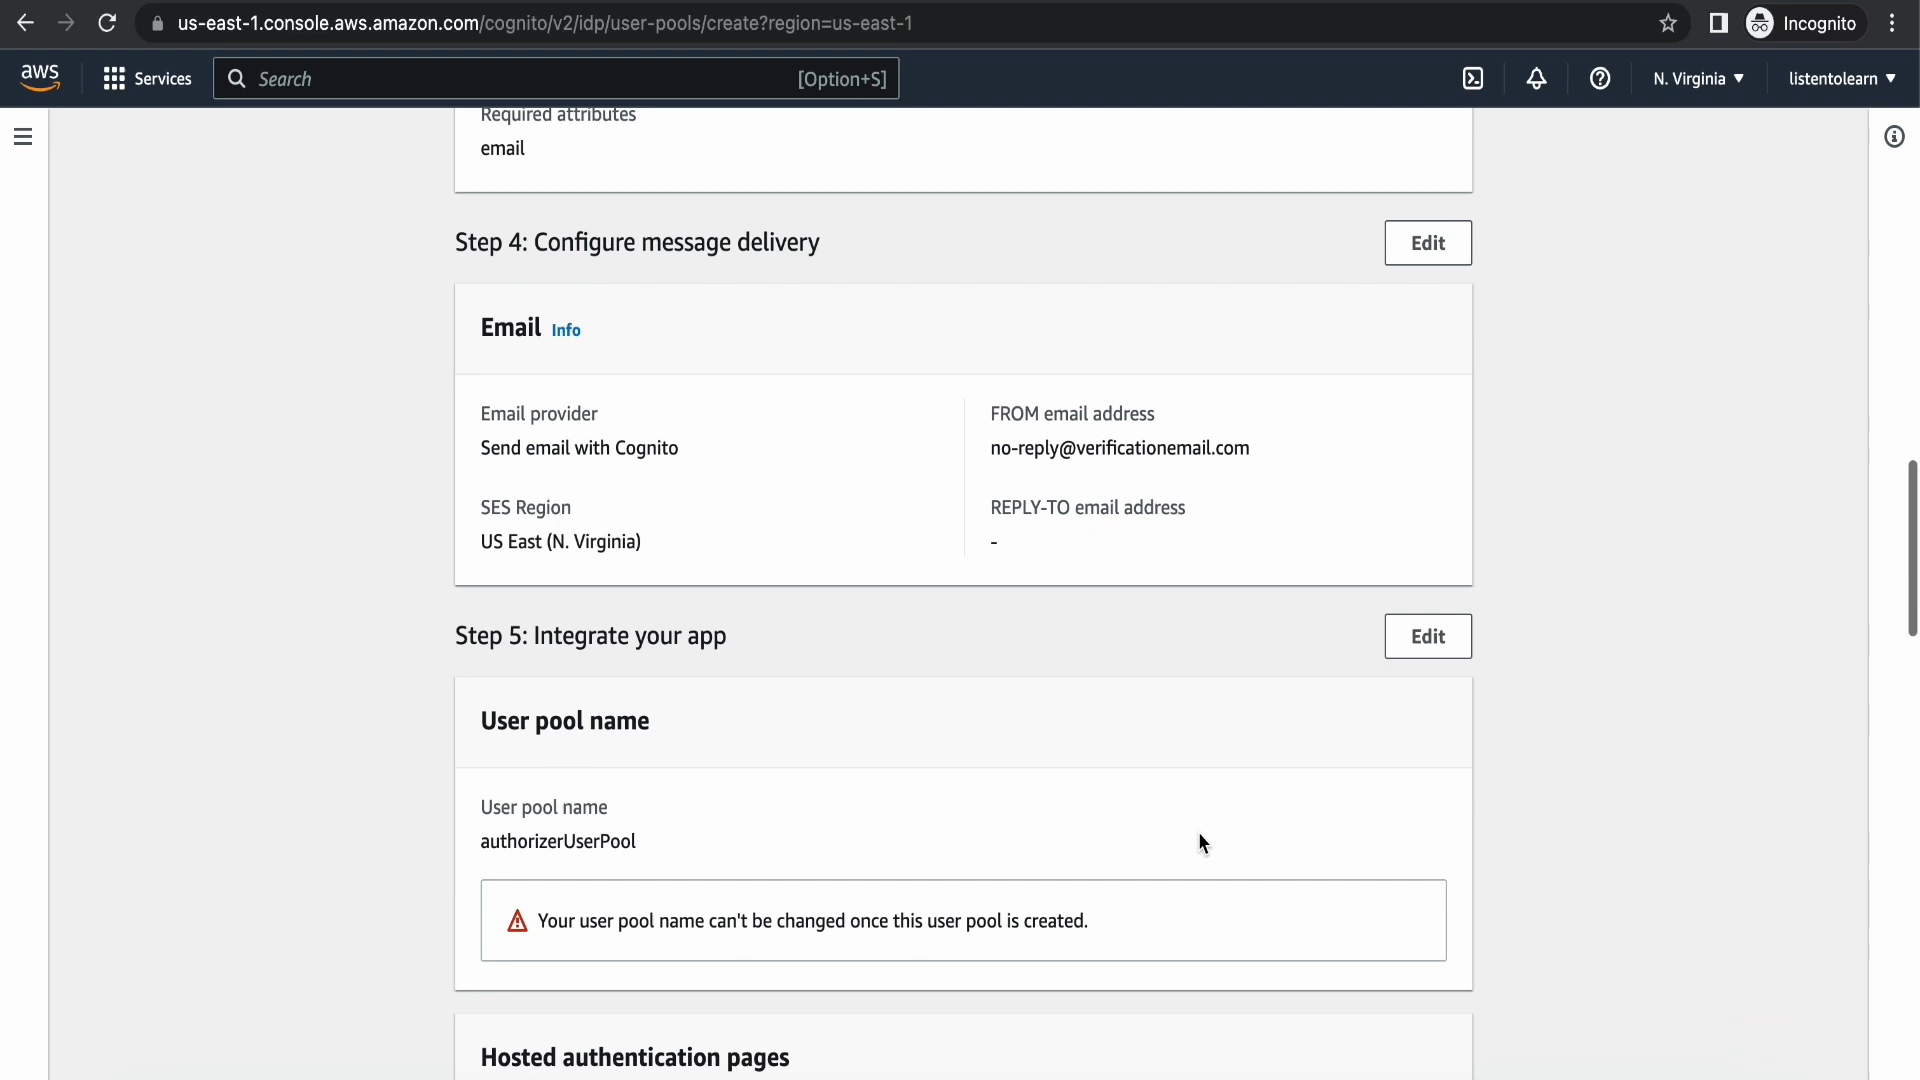 us-east-1.console.aws.amazon.com/cognito/v2/idp/user-pools/create?region=us-east-1
Incognito
aws
Services
Search
[Option+S]
N. Virginia
listentolearn
Required attributes
email
Step 4: Configure message delivery
Edit
Email Info
Email provider
Send email with Cognito
FROM email address
no-reply@verificationemail.com
SES Region
US East (N. Virginia)
REPLY-TO email address
-
Step 5: Integrate your app
Edit
User pool name
User pool name
authorizerUserPool
Your user pool name can't be changed once this user pool is created.
Hosted authentication pages